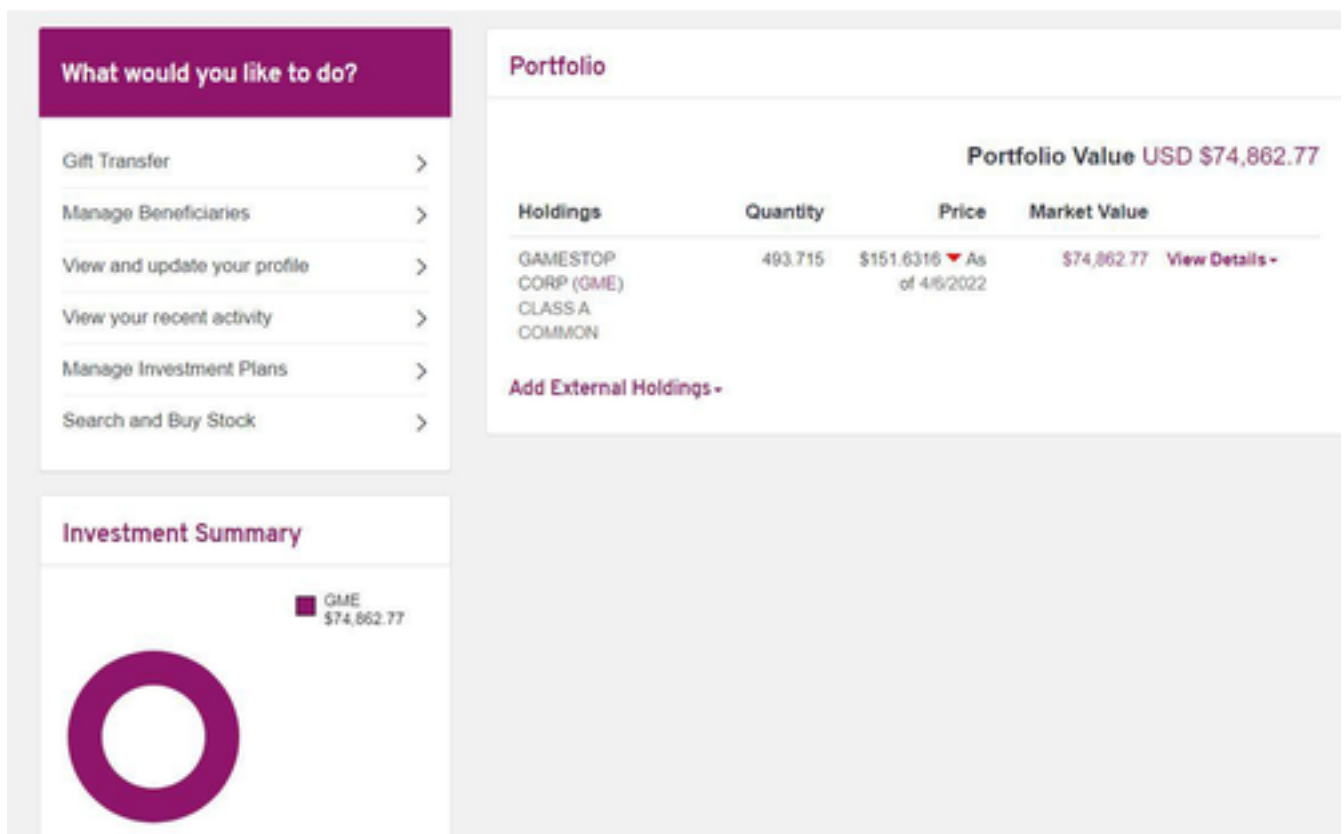 What would you like to do?
Gift Transfer
Manage Beneficiaries
View and update your profile
View your recent activity
Manage Investment Plans
Search and Buy Stock
Investment Summary
GME
$74,862.77
Portfolio
Portfolio Value USD $74,862.77
Holdings Quantity Price Market Value
GAMESTOP 493.715 $151.6316 ▼ As $74,862.77 View Details
CORP (GME) of 4/6/2022
CLASS A
COMMON
Add External Holdings